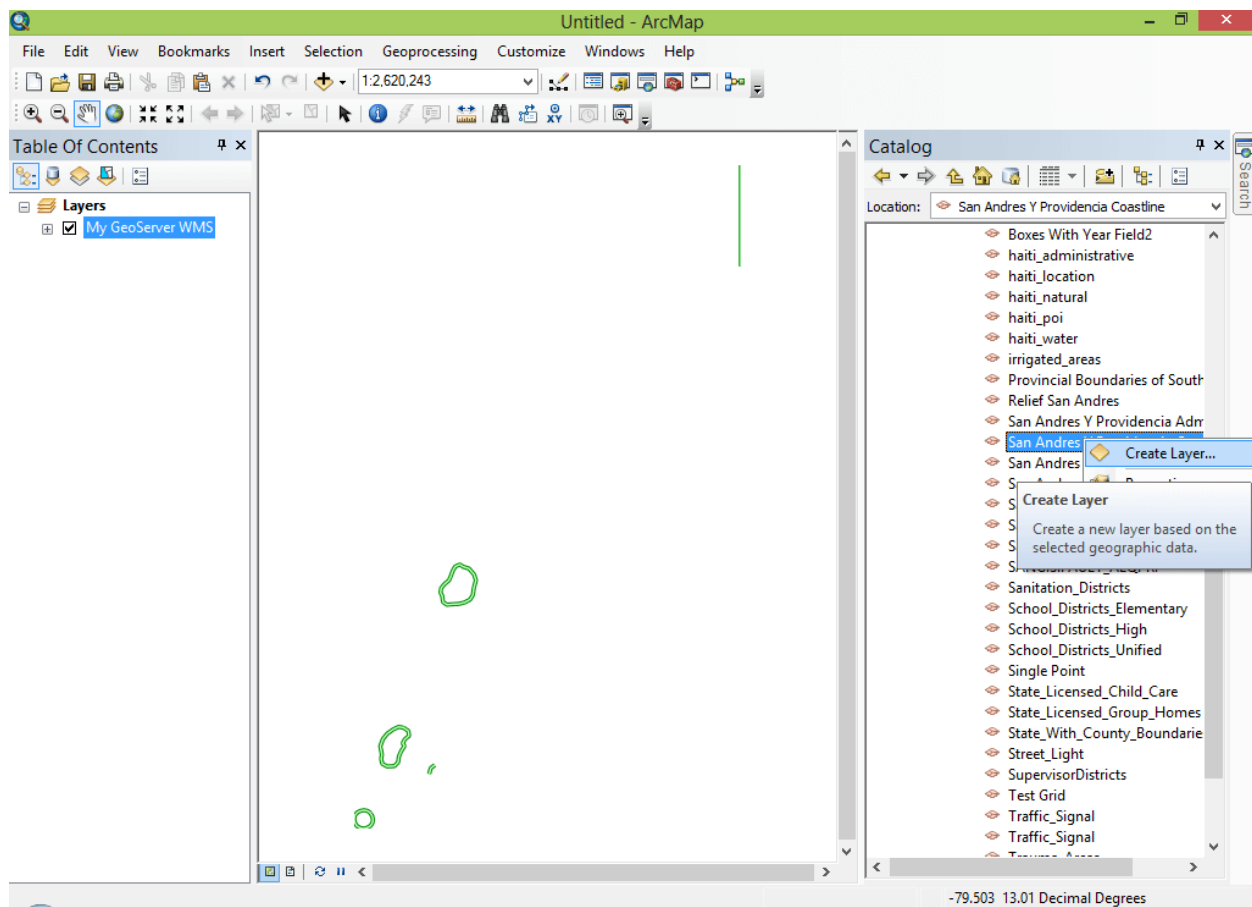 Untitled - ArcMap
File Edit View Bookmarks Insert Selection Geoprocessing Customize Windows Help
1:2,620,243
Table Of Contents
Layers
My GeoServer WMS
Catalog
Search
Location: San Andres Y Providencia Coastline
Boxes With Year Field2
haiti_administrative
haiti_location
haiti_natural
haiti_poi
haiti_water
irrigated_areas
Provincial Boundaries of South
Relief San Andres
San Andres Y Providencia Adm
San Andres
Create Layer...
San Andres
Create Layer
Create a new layer based on the
selected geographic data.
Sanitation_Districts
School_Districts_Elementary
School_Districts_High
School_Districts_Unified
Single Point
State_Licensed_Child_Care
State_Licensed_Group_Homes
State_With_County_Boundarie
Street_Light
SupervisorDistricts
Test Grid
Traffic_Signal
Traffic_Signal
-79.503 13.01 Decimal Degrees